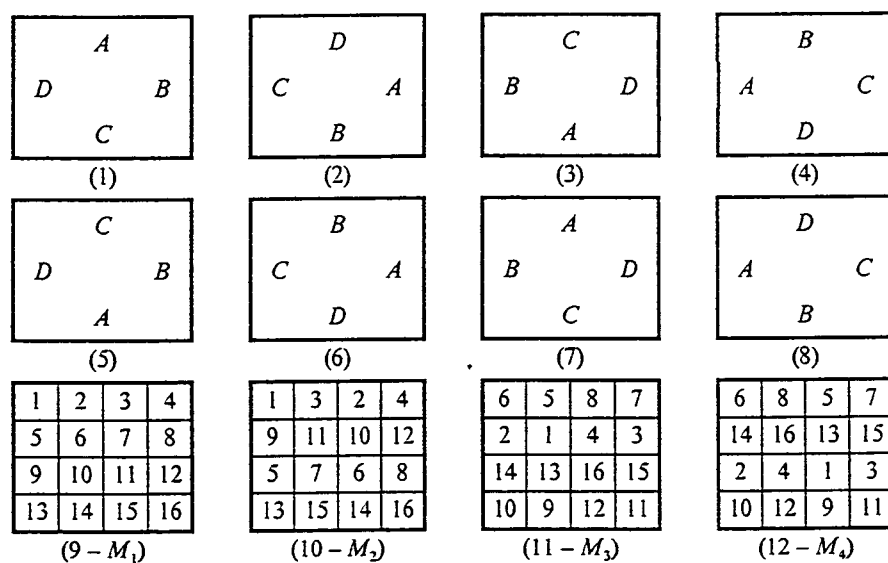 A D C B
D B C A B D A C
C B A D
(1) (2) (3) (4)
C B A D
D B C A B D A C
A D C B
(5) (6) (7) (8)
1 2 3 4 1 3 2 4 6 5 8 7 6 8 5 7
5 6 7 8 9 11 10 12 2 1 4 3 14 16 13 15
9 10 11 12 5 7 6 8 14 13 16 15 2 4 1 3
13 14 15 16 13 15 14 16 10 9 12 11 10 12 9 11
(9 – M₁) (10 – M₂) (11 – M₃) (12 – M₄)